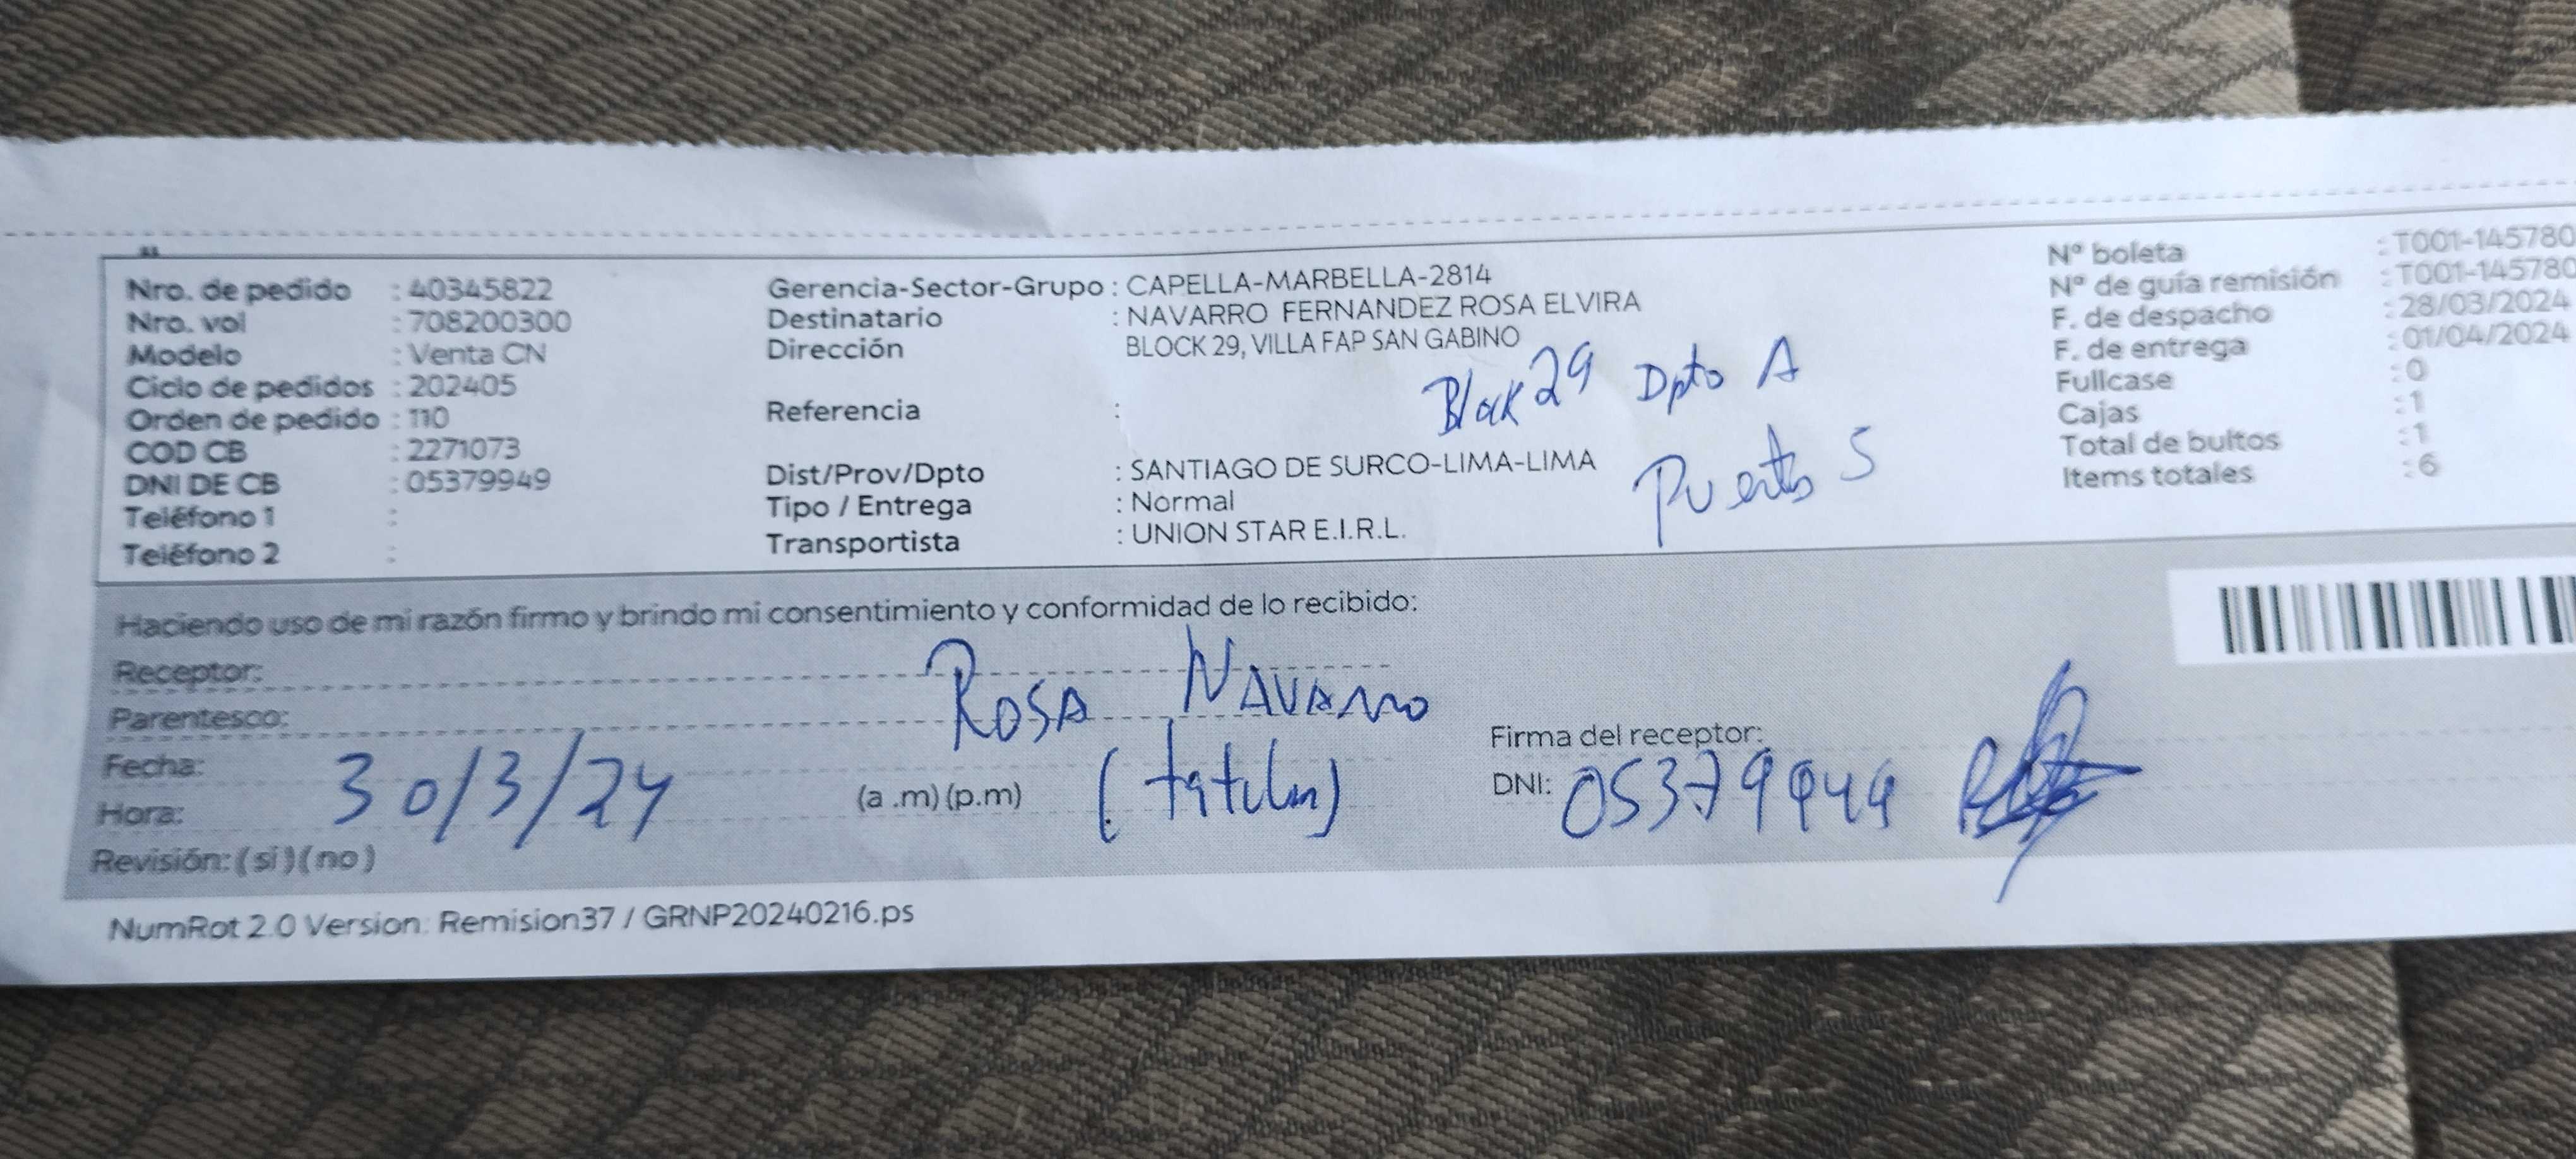 Nro. de pedido : 40345822
Nro. vol : 708200300
Modelo : Venta CN
Ciclo de pedidos : 202405
Orden de pedido : 110
COD CB : 2271073
DNI DE CB : 05379949
Teléfono 1 :
Teléfono 2 :
Gerencia-Sector-Grupo : CAPELLA-MARBELLA-2814
Destinatario : NAVARRO FERNANDEZ ROSA ELVIRA
Dirección BLOCK 29, VILLA FAP SAN GABINO
Block 29 Dpto A
Referencia :
Puerta 5
Dist/Prov/Dpto : SANTIAGO DE SURCO-LIMA-LIMA
Tipo / Entrega : Normal
Transportista : UNION STAR E.I.R.L.
Nº boleta : T001-145780
Nº de guía remisión : T001-145780
F. de despacho : 28/03/2024
F. de entrega : 01/04/2024
Fullcase : 0
Cajas : 1
Total de bultos : 1
Items totales : 6
Haciendo uso de mi razón firmo y brindo mi consentimiento y conformidad de lo recibido:
Receptor: ROSA NAVARRO
Parentesco: (titular)
Fecha: 30/3/24
Hora: (a .m) (p.m)
Revisión: ( si ) ( no )
Firma del receptor:
DNI: 05379949
NumRot 2.0 Version: Remision37 / GRNP20240216.ps